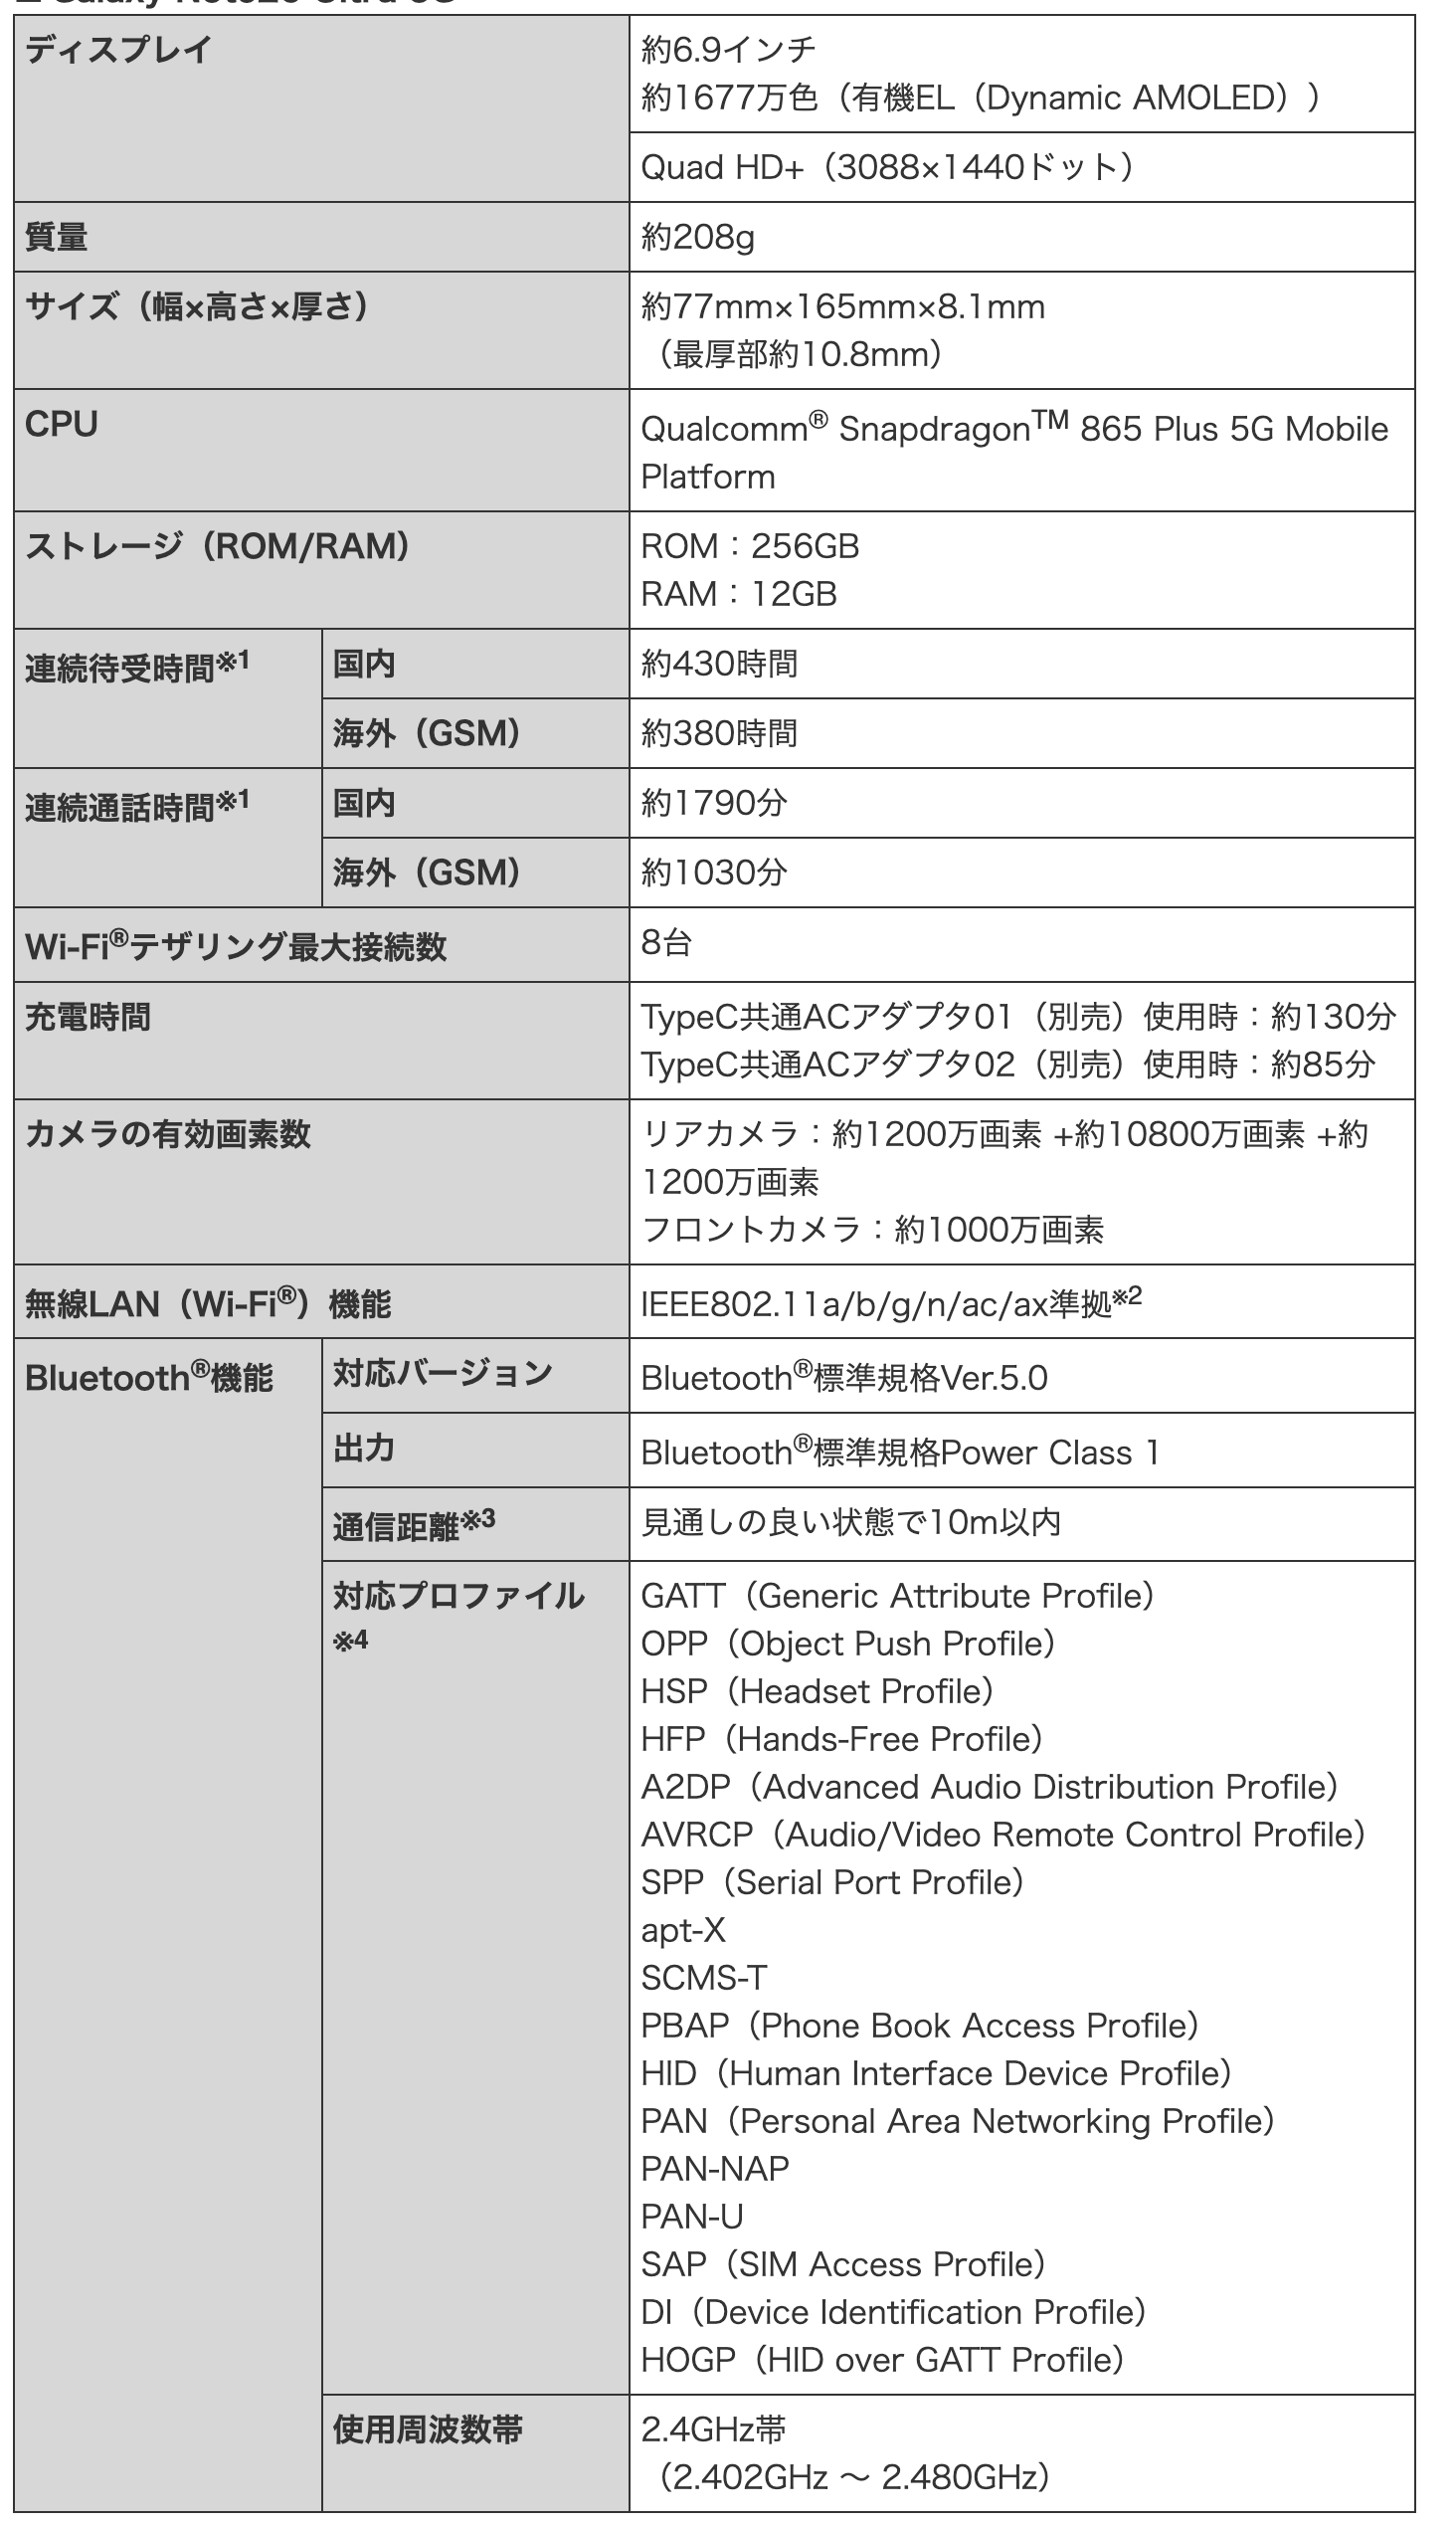 Galaxy Note20 Ultra 5G
ディスプレイ
約6.9インチ
約1677万色（有機EL（Dynamic AMOLED））
Quad HD+（3088×1440ドット）
質量
約208g
サイズ（幅×高さ×厚さ）
約77mm×165mm×8.1mm
（最厚部約10.8mm）
CPU
Qualcomm® Snapdragon™ 865 Plus 5G Mobile
Platform
ストレージ（ROM/RAM）
ROM：256GB
RAM：12GB
連続待受時間※1
国内
約430時間
海外（GSM）
約380時間
連続通話時間※1
国内
約1790分
海外（GSM）
約1030分
Wi-Fi®テザリング最大接続数
8台
充電時間
TypeC共通ACアダプタ01（別売）使用時：約130分
TypeC共通ACアダプタ02（別売）使用時：約85分
カメラの有効画素数
リアカメラ：約1200万画素 +約10800万画素 +約
1200万画素
フロントカメラ：約1000万画素
無線LAN（Wi-Fi®）機能
IEEE802.11a/b/g/n/ac/ax準拠※2
Bluetooth®機能
対応バージョン
Bluetooth®標準規格Ver.5.0
出力
Bluetooth®標準規格Power Class 1
通信距離※3
見通しの良い状態で10m以内
対応プロファイル
※4
GATT（Generic Attribute Profile）
OPP（Object Push Profile）
HSP（Headset Profile）
HFP（Hands-Free Profile）
A2DP（Advanced Audio Distribution Profile）
AVRCP（Audio/Video Remote Control Profile）
SPP（Serial Port Profile）
apt-X
SCMS-T
PBAP（Phone Book Access Profile）
HID（Human Interface Device Profile）
PAN（Personal Area Networking Profile）
PAN-NAP
PAN-U
SAP（SIM Access Profile）
DI（Device Identification Profile）
HOGP（HID over GATT Profile）
使用周波数帯
2.4GHz帯
（2.402GHz ～ 2.480GHz）